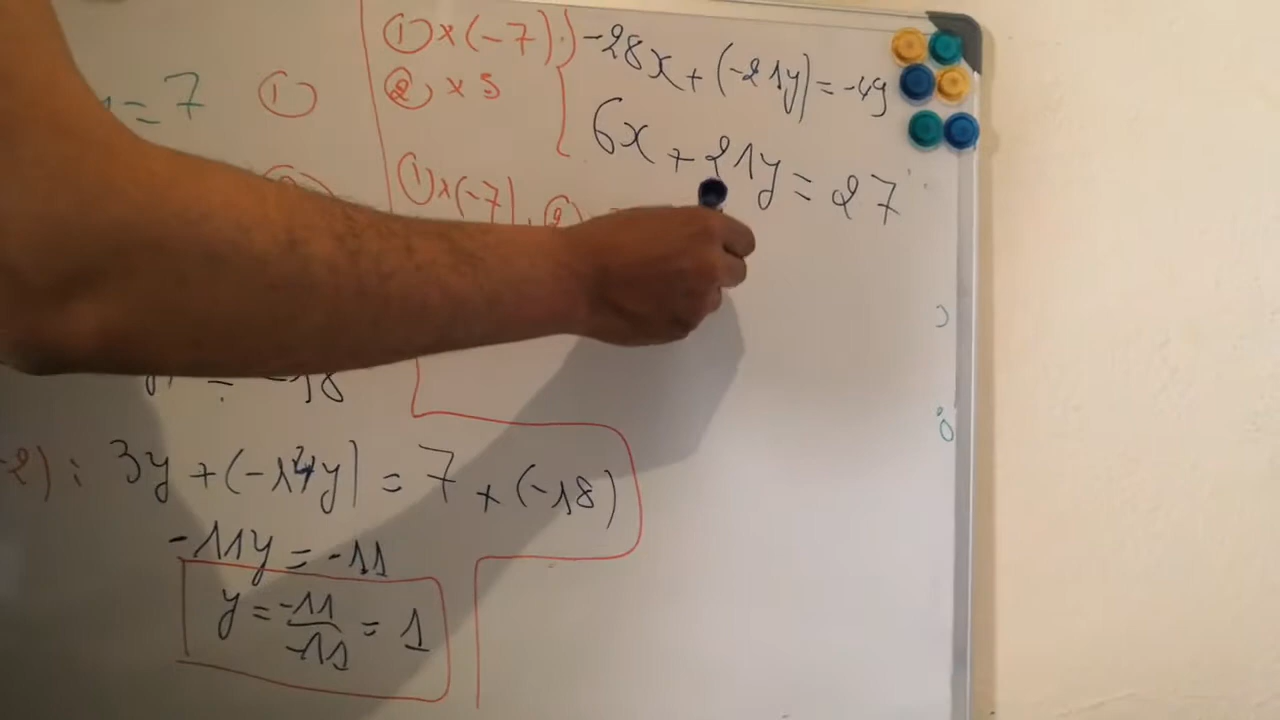 =7 ①
①×(-7) :
② × 3
-28x + (-21y) = -49
6x + 21y = 27
①×(-7) + ②
= -18
2) : 3y + (-14y) = 7 + (-18)
-11y = -11
y = -11/-11 = 1